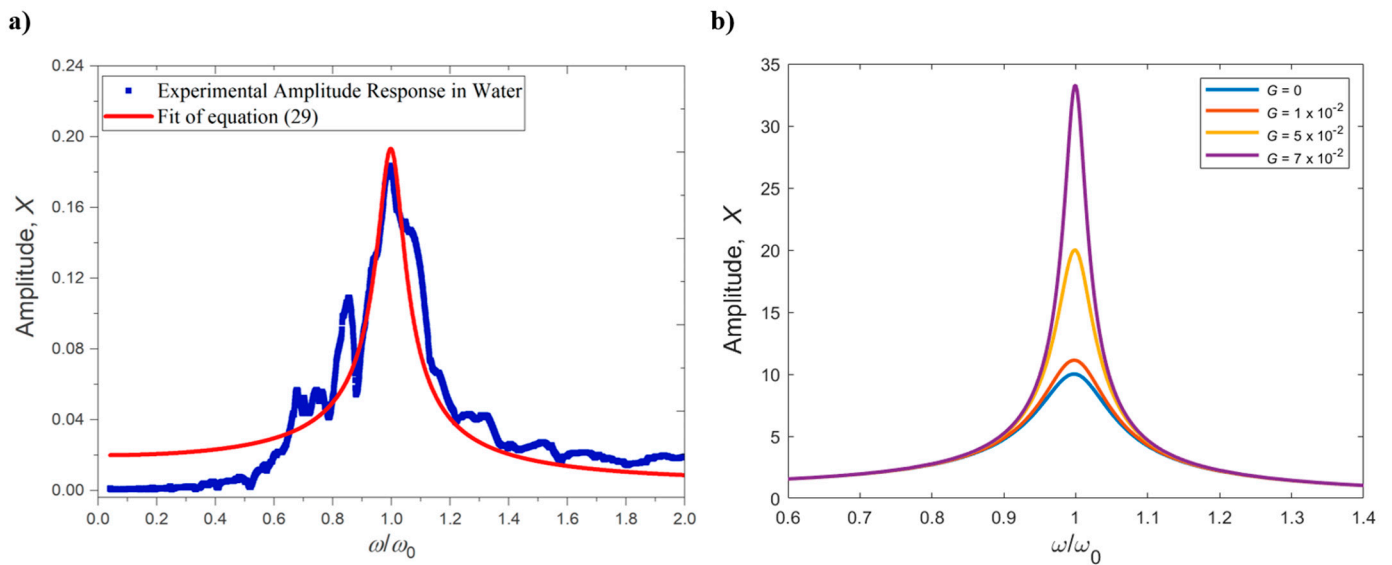 a)
0.24
0.20
0.16
0.12
0.08
0.04
0.00
Amplitude, X
Experimental Amplitude Response in Water
Fit of equation (29)
0.0 0.2 0.4 0.6 0.8 1.0 1.2 1.4 1.6 1.8 2.0
ω/ω0
b)
35
30
25
20
15
10
5
0
Amplitude, X
G = 0
G = 1 x 10-2
G = 5 x 10-2
G = 7 x 10-2
0.6 0.7 0.8 0.9 1 1.1 1.2 1.3 1.4
ω/ω0